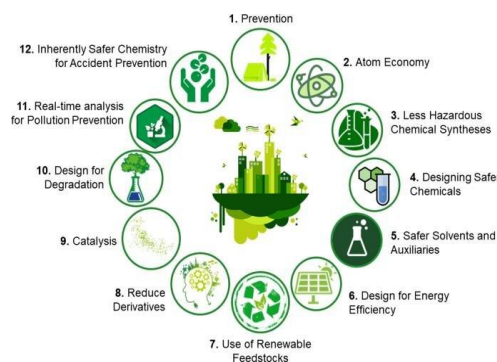 1. Prevention
2. Atom Economy
3. Less Hazardous
Chemical Syntheses
4. Designing Safer
Chemicals
5. Safer Solvents and
Auxiliaries
6. Design for Energy
Efficiency
7. Use of Renewable
Feedstocks
8. Reduce
Derivatives
9. Catalysis
10. Design for
Degradation
11. Real-time analysis
for Pollution Prevention
12. Inherently Safer Chemistry
for Accident Prevention